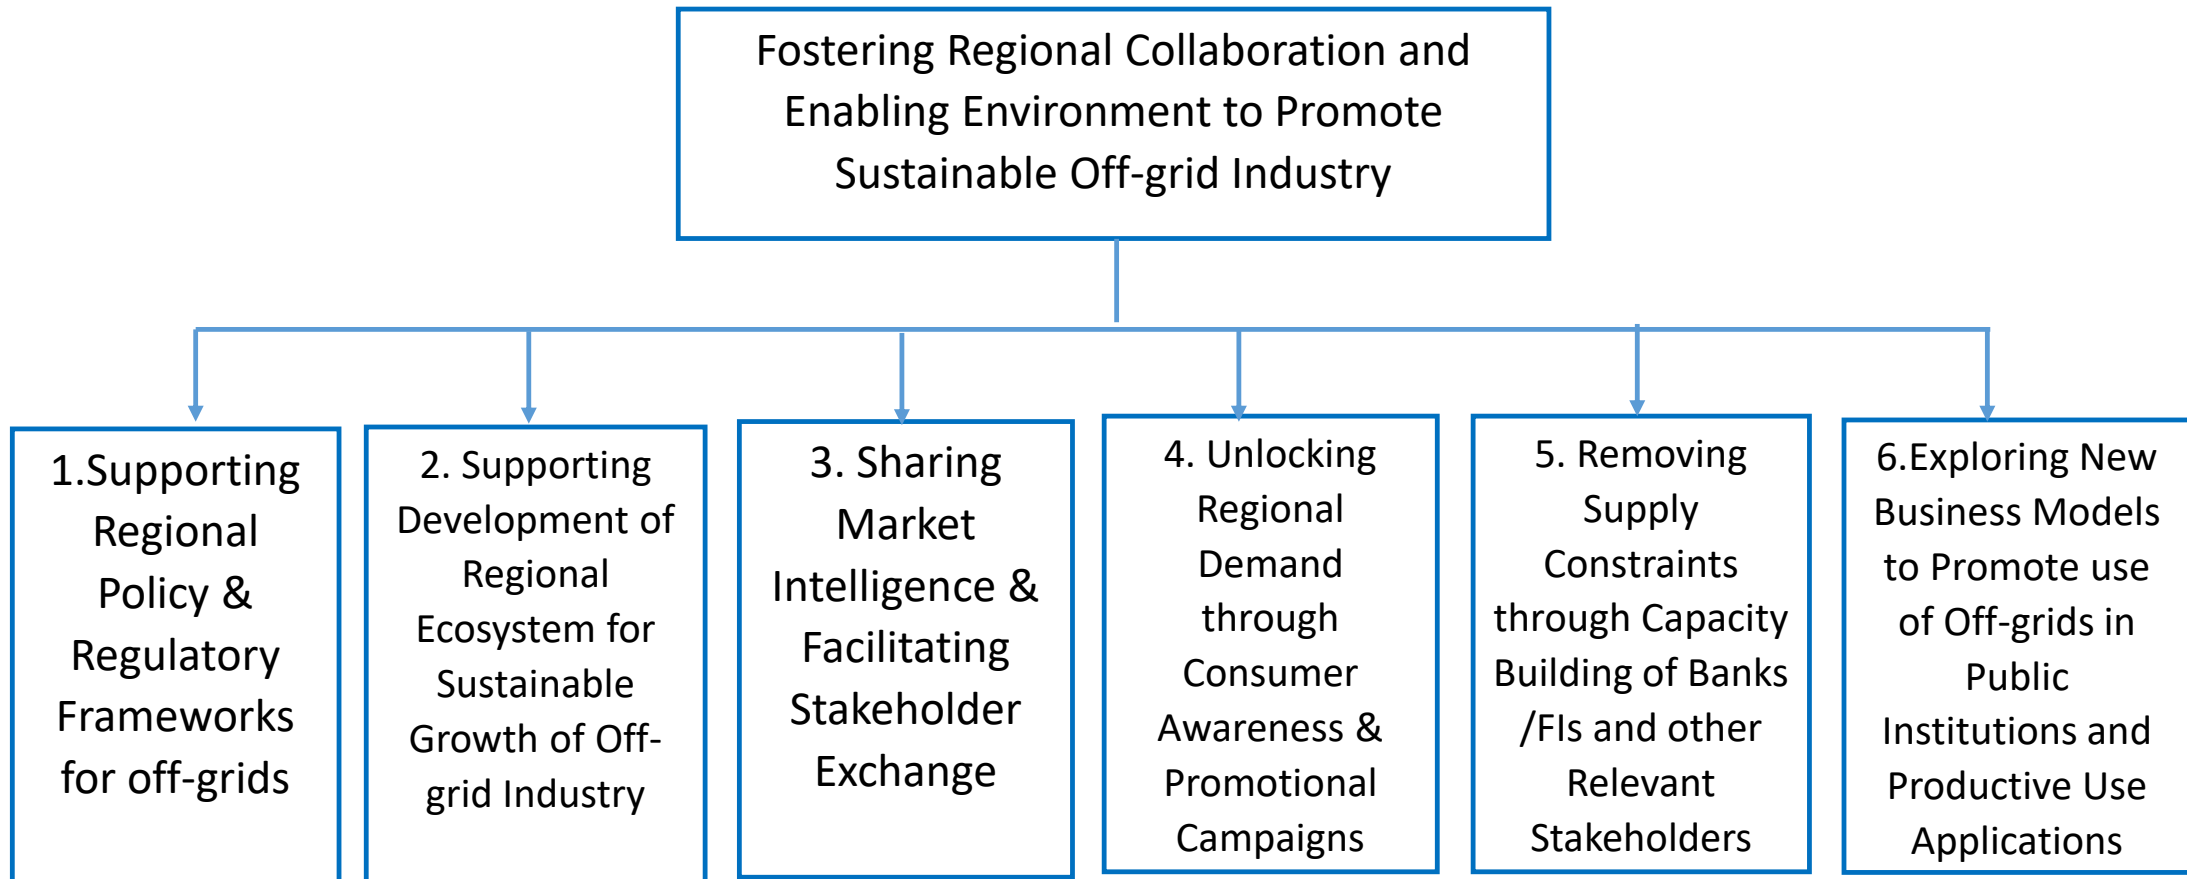 Fostering Regional Collaboration and
Enabling Environment to Promote
Sustainable Off-grid Industry
1.Supporting
Regional
Policy &
Regulatory
Frameworks
for off-grids
2. Supporting
Development of
Regional
Ecosystem for
Sustainable
Growth of Off-
grid Industry
3. Sharing
Market
Intelligence &
Facilitating
Stakeholder
Exchange
4. Unlocking
Regional
Demand
through
Consumer
Awareness &
Promotional
Campaigns
5. Removing
Supply
Constraints
through Capacity
Building of Banks
/FIs and other
Relevant
Stakeholders
6.Exploring New
Business Models
to Promote use
of Off-grids in
Public
Institutions and
Productive Use
Applications